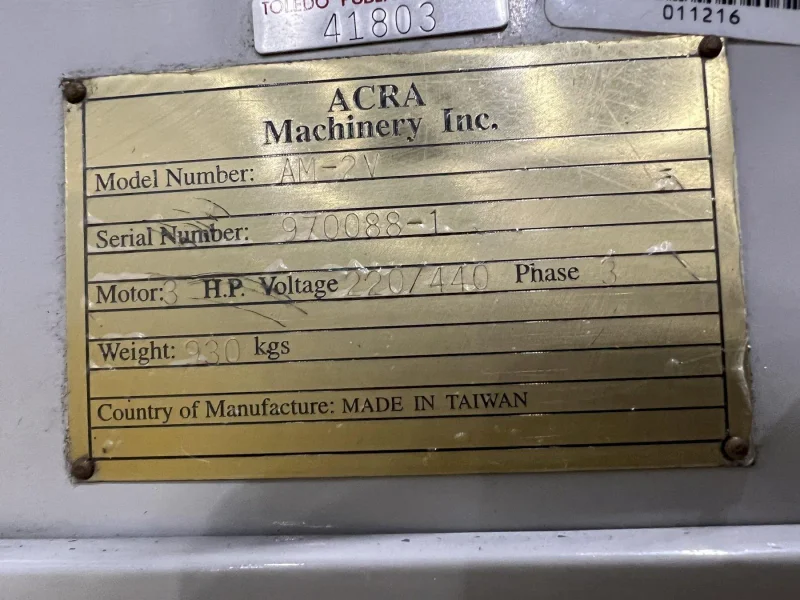 TOLEDO
41803
011216
ACRA
Machinery Inc.
Model Number: AM-2V
Serial Number: 970088-1
Motor: 3 H.P. Voltage 220/440 Phase 3
Weight: 930 kgs
Country of Manufacture: MADE IN TAIWAN